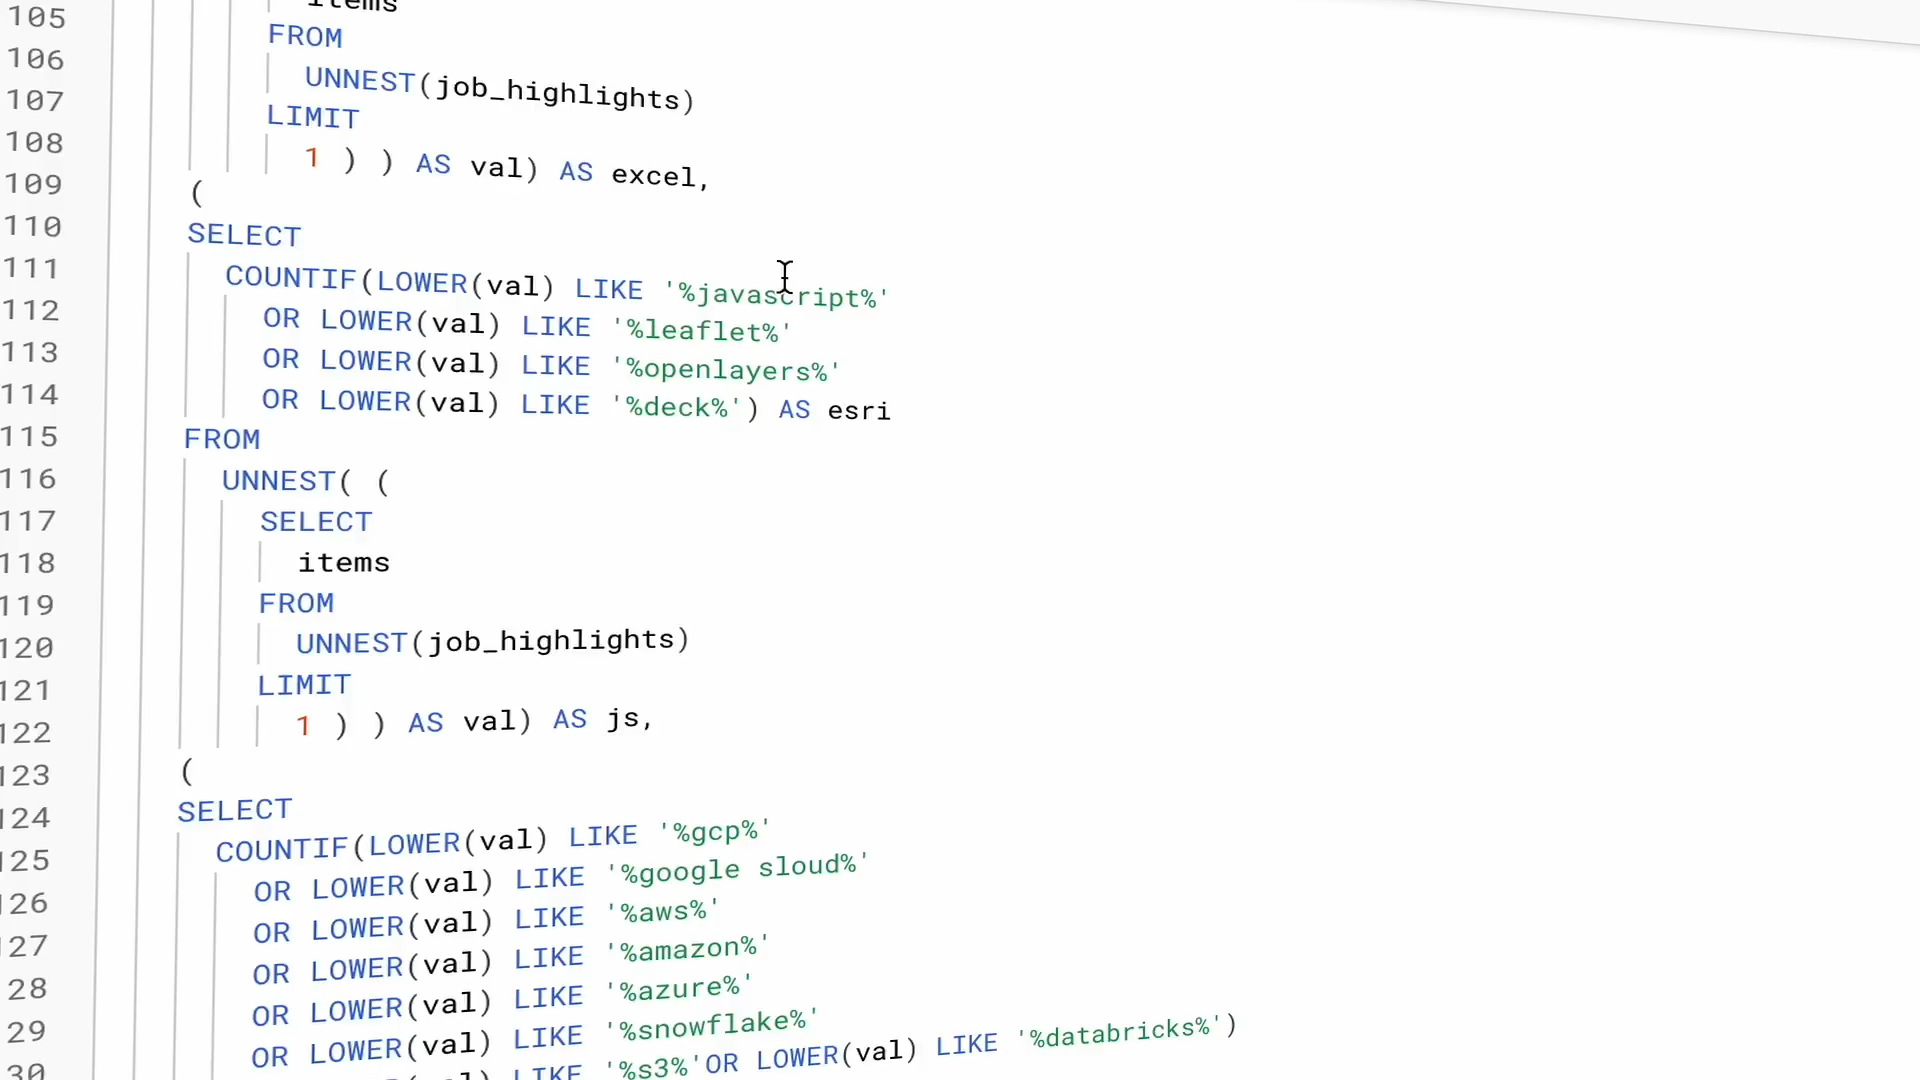 105 items
106 FROM
107 UNNEST(job_highlights)
108 LIMIT
109 1 ) ) AS val) AS excel,
110 (
111 SELECT
112 COUNTIF(LOWER(val) LIKE '%javascript%'
113 OR LOWER(val) LIKE '%leaflet%'
114 OR LOWER(val) LIKE '%openlayers%'
115 OR LOWER(val) LIKE '%deck%') AS esri
116 FROM
117 UNNEST( (
118 SELECT
119 items
120 FROM
121 UNNEST(job_highlights)
122 LIMIT
123 1 ) ) AS val) AS js,
124 (
125 SELECT
126 COUNTIF(LOWER(val) LIKE '%gcp%'
27 OR LOWER(val) LIKE '%google sloud%'
28 OR LOWER(val) LIKE '%aws%'
29 OR LOWER(val) LIKE '%amazon%'
30 OR LOWER(val) LIKE '%azure%'
OR LOWER(val) LIKE '%snowflake%'
LIKE '%s3%'OR LOWER(val) LIKE '%databricks%')